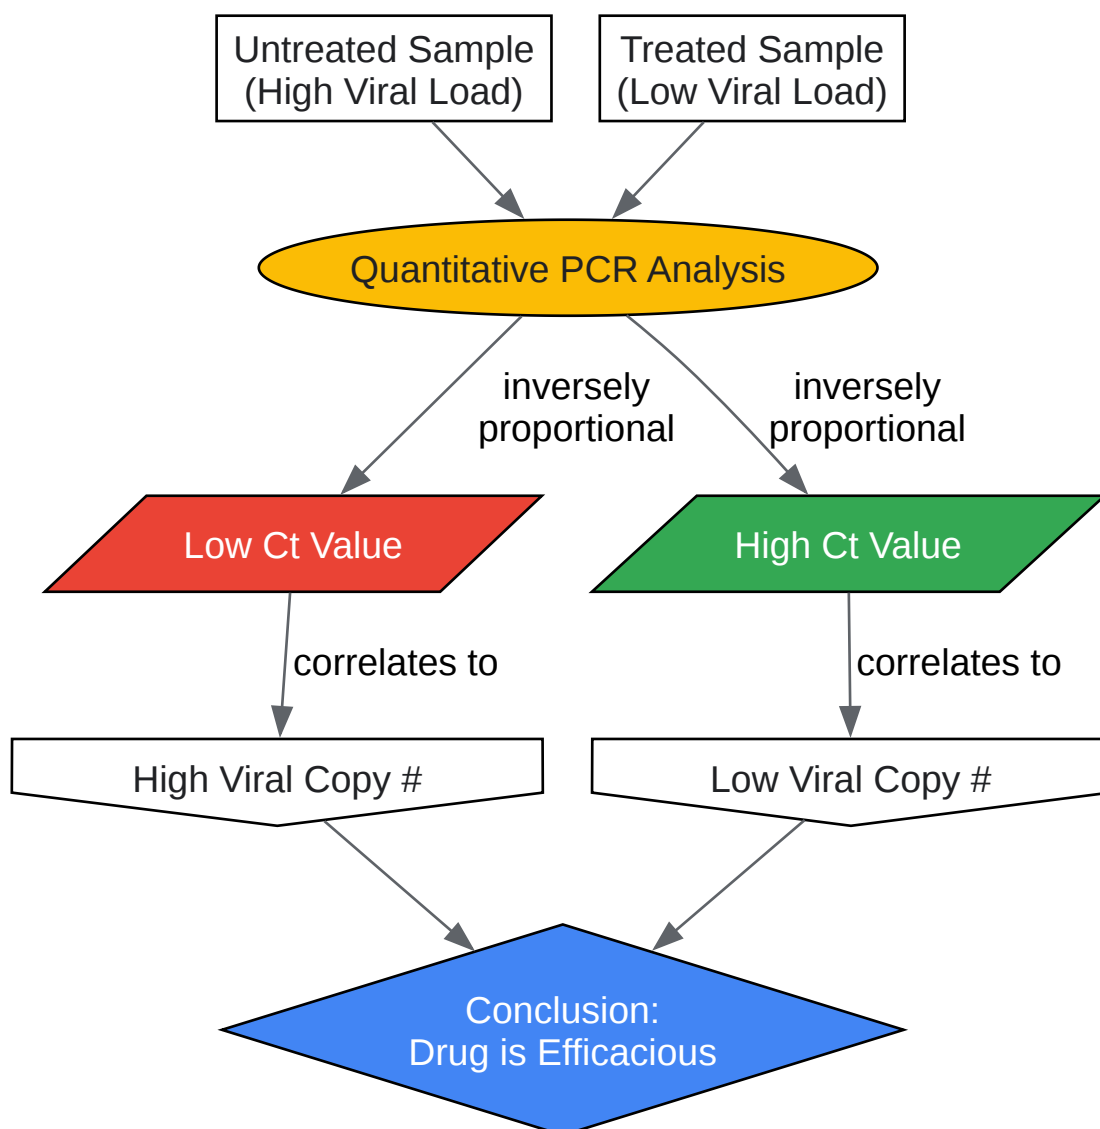 Untreated Sample
(High Viral Load)
Treated Sample
(Low Viral Load)
Quantitative PCR Analysis
inversely
proportional
inversely
proportional
Low Ct Value
High Ct Value
correlates to
correlates to
High Viral Copy #
Low Viral Copy #
Conclusion:
Drug is Efficacious